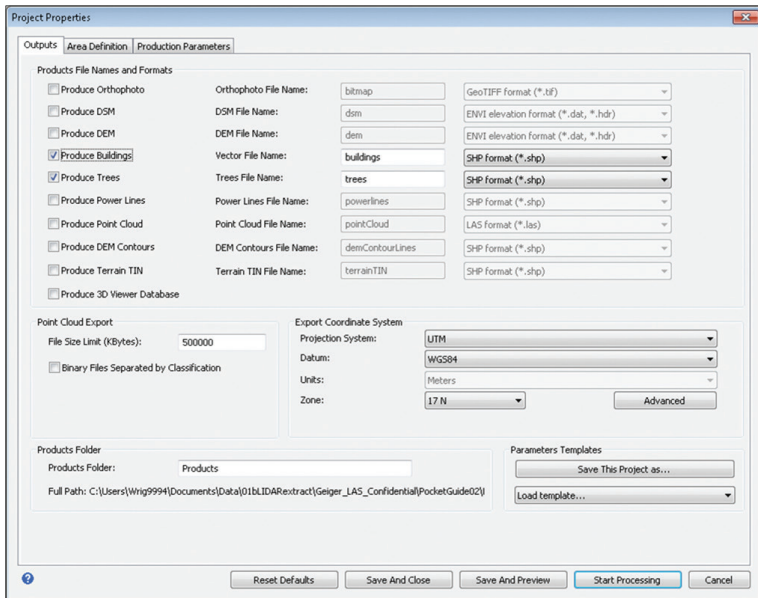 Project Properties
Outputs Area Definition Production Parameters
Products File Names and Formats
Produce Orthophoto Orthophoto File Name: bitmap GeoTIFF format (*.tif)
Produce DSM DSM File Name: dsm ENVI elevation format (*.dat, *.hdr)
Produce DEM DEM File Name: dem ENVI elevation format (*.dat, *.hdr)
Produce Buildings Vector File Name: buildings SHP format (*.shp)
Produce Trees Trees File Name: trees SHP format (*.shp)
Produce Power Lines Power Lines File Name: powerlines SHP format (*.shp)
Produce Point Cloud Point Cloud File Name: pointCloud LAS format (*.las)
Produce DEM Contours DEM Contours File Name: demContourLines SHP format (*.shp)
Produce Terrain TIN Terrain TIN File Name: terrainTIN SHP format (*.shp)
Produce 3D Viewer Database
Point Cloud Export
File Size Limit (KBytes): 500000
Binary Files Separated by Classification
Export Coordinate System
Projection System: UTM
Datum: WGS84
Units: Meters
Zone: 17 N Advanced
Products Folder
Products Folder: Products
Full Path: C:\Users\Wrig9994\Documents\Data\01bLIDARextract\Geiger_LAS_Confidential\PocketGuide02\
Parameters Templates
Save This Project as...
Load template...
Reset Defaults Save And Close Save And Preview Start Processing Cancel